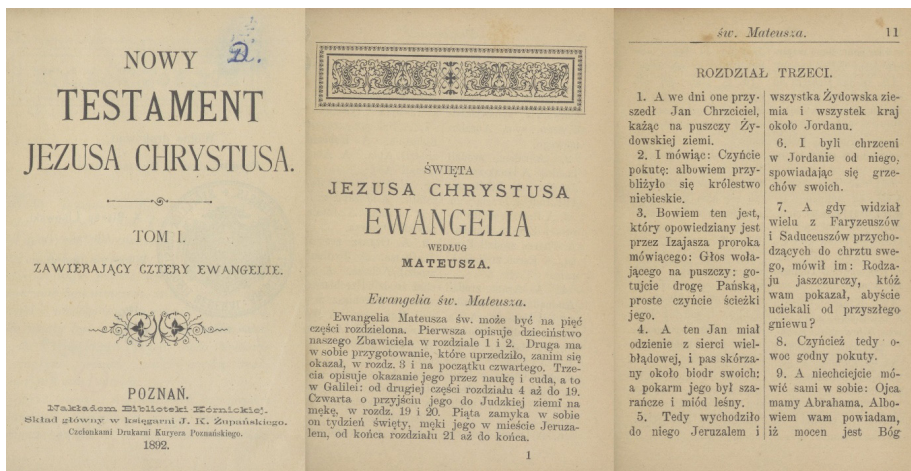 NOWY
TESTAMENT
JEZUSA CHRYSTUSA.
TOM I.
ZAWIERAJĄCY CZTERY EWANGELIE.
POZNAŃ.
Nakładem Biblioteki Kórnickiej.
Skład główny w księgarni J. K. Żupańskiego.
Czcionkami Drukarni Kuryera Poznańskiego.
1892.
ŚWIĘTA
JEZUSA CHRYSTUSA
EWANGELIA
WEDŁUG
MATEUSZA.
Ewangelia św. Mateusza.
Ewangelia Mateusza św. może być na pięć
części rozdzielona. Pierwsza opisuje dzieciństwo
naszego Zbawiciela w rozdziale 1 i 2. Druga ma
w sobie przygotowanie, które uprzedziło, zanim się
okazał, w rozdz. 3 i na początku czwartego. Trze-
cia opisuje okazanie jego przez naukę i cuda, a to
w Galilei: od drugiej części rozdziału 4 aż do 19.
Czwarta o przyjściu jego do Judzkiej ziemi na
mękę, w rozdz. 19 i 20. Piąta zamyka w sobie
on tydzień święty, męki jego w mieście Jeruza-
lem, od końca rozdziału 21 aż do końca.
1
św. Mateusza. 11
ROZDZIAŁ TRZECI.
1. A we dni one przy-
szedł Jan Chrzciciel,
każąc na puszczy Ży-
dowskiej ziemi.
2. I mówiąc: Czyńcie
pokutę: albowiem przy-
bliżyło się królestwo
niebieskie.
3. Bowiem ten jest,
który opowiedziany jest
przez Izajasza proroka
mówiącego: Głos woła-
jącego na puszczy: go-
tujcie drogę Pańską,
proste czyńcie ścieżki
jego.
4. A ten Jan miał
odzienie z sierci wiel-
błądowej, i pas skórza-
ny około biodr swoich;
a pokarm jego był sza-
rańcze i miód leśny.
5. Tedy wychodziło
do niego Jeruzalem i
wszystka Żydowska zie-
mia i wszystek kraj
około Jordanu.
6. I byli chrzceni
w Jordanie od niego,
spowiadając się grze-
chów swoich.
7. A gdy widział
wielu z Faryzeuszów
i Saduceuszów przycho-
dzących do chrztu swe-
go, mówił im: Rodza-
ju jaszczurczy, któż
wam pokazał, abyście
uciekali od przyszłego
gniewu?
8. Czyńcież tedy o-
woc godny pokuty.
9. A niechciejcie mó-
wić sami w sobie: Ojca
mamy Abrahama. Albo-
wiem wam powiadam,
iż mocen jest Bóg